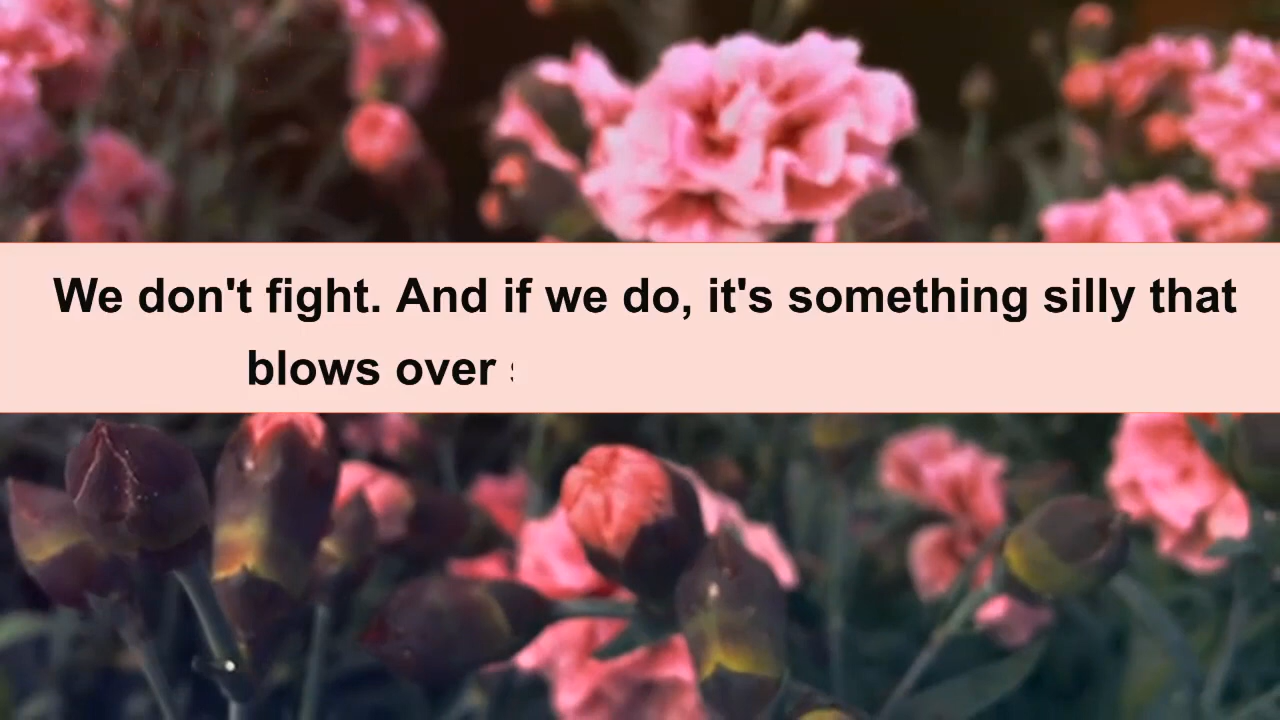 We don't fight. And if we do, it's something silly that
blows over